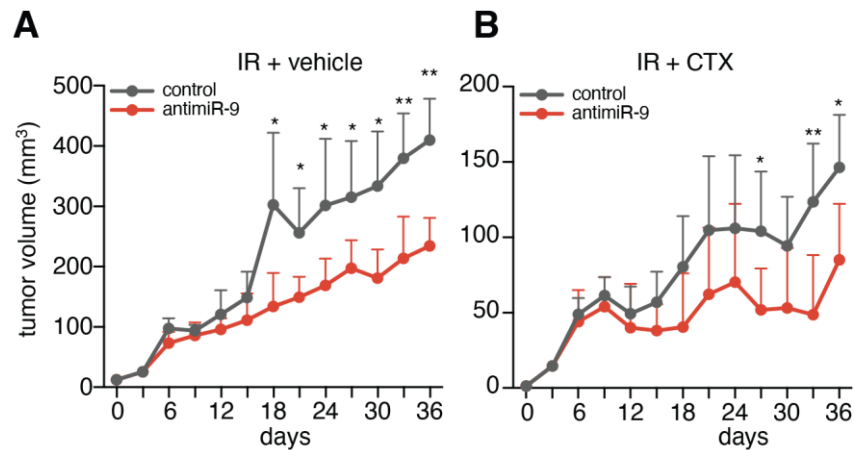 A
IR + vehicle
control
antimiR-9
tumor volume (mm³)
500
400
300
200
100
0
* * * * * ** **
0 6 12 18 24 30 36
days
B
IR + CTX
control
antimiR-9
200
150
100
50
0
* ** *
0 6 12 18 24 30 36
days